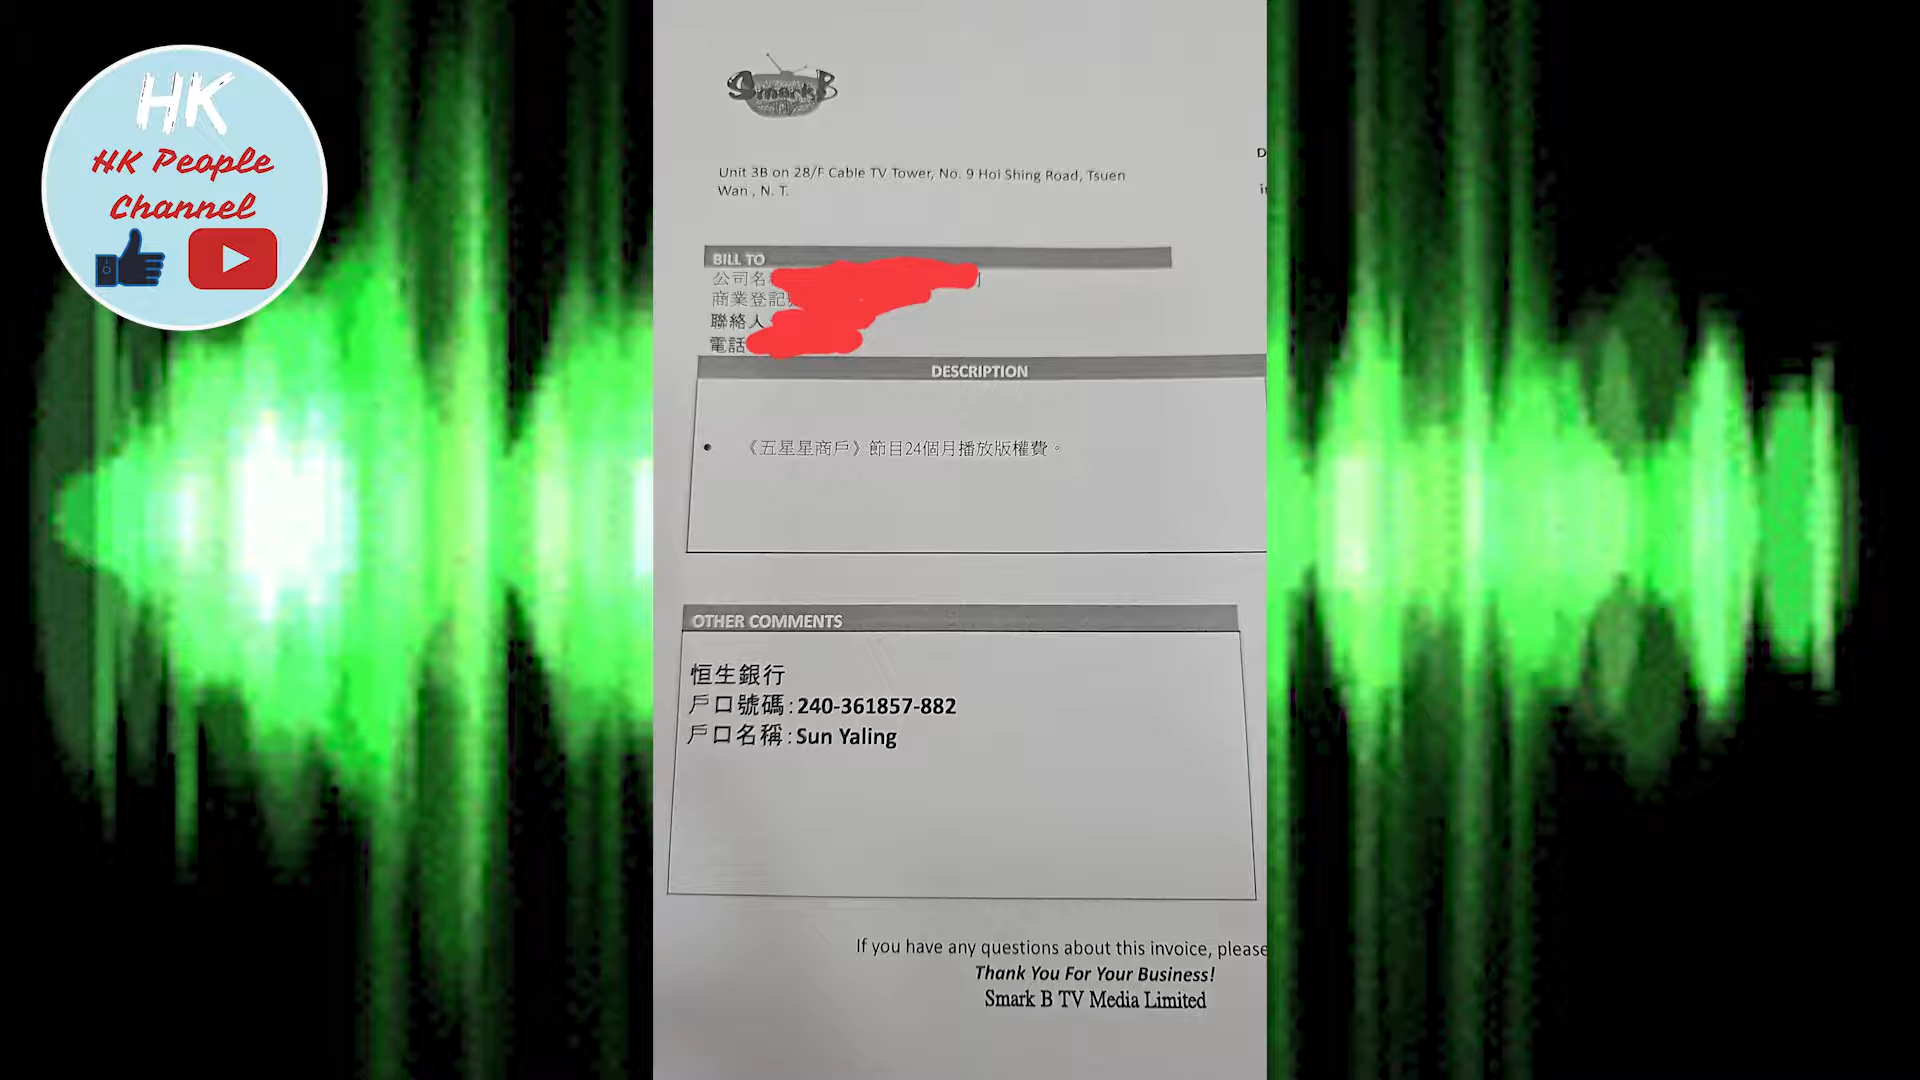 HK
HK People
Channel
Smark B
TV
Unit 3B on 28/F Cable TV Tower, No. 9 Hoi Shing Road, Tsuen
Wan , N. T.
D
BILL TO
公司名
商業登記
聯絡人
電話
DESCRIPTION
• 《五星星商戶》節目24個月播放版權費。
OTHER COMMENTS
恒生銀行
戶口號碼：240-361857-882
戶口名稱：Sun Yaling
If you have any questions about this invoice, please
Thank You For Your Business!
Smark B TV Media Limited